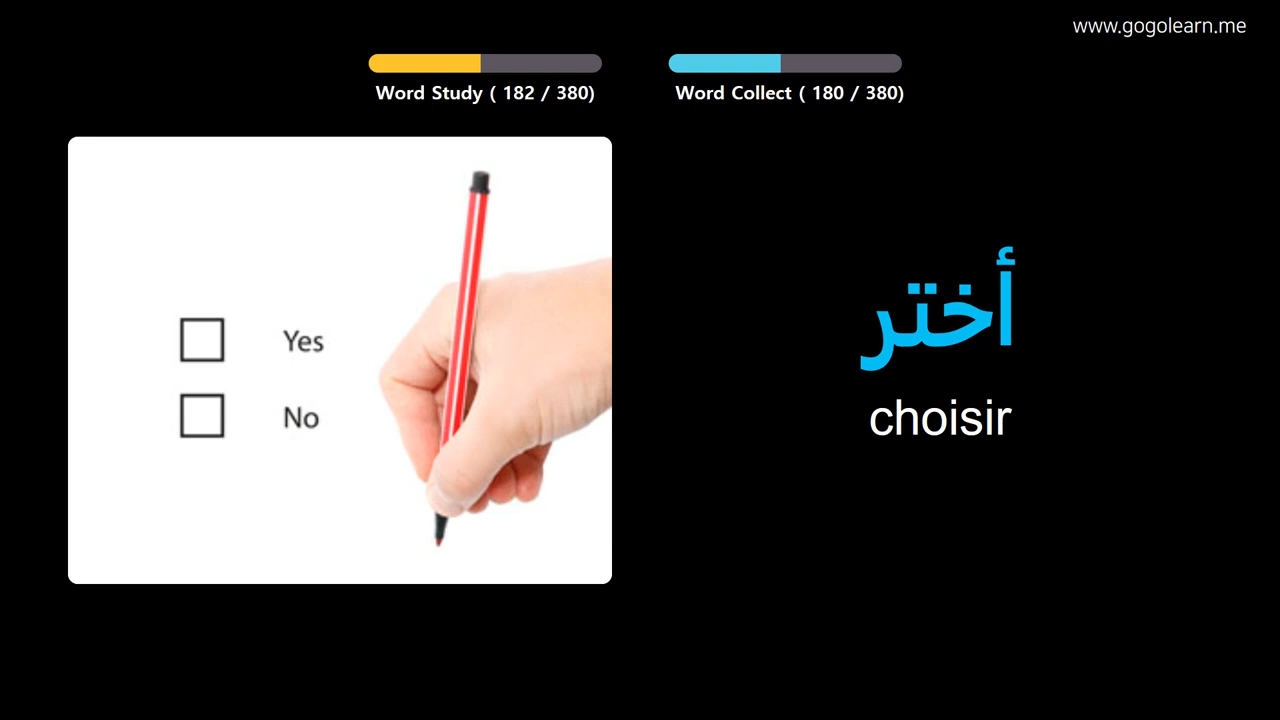 www.gogolearn.me
Word Study ( 182 / 380)
Word Collect ( 180 / 380)
Yes
No
أختر
choisir